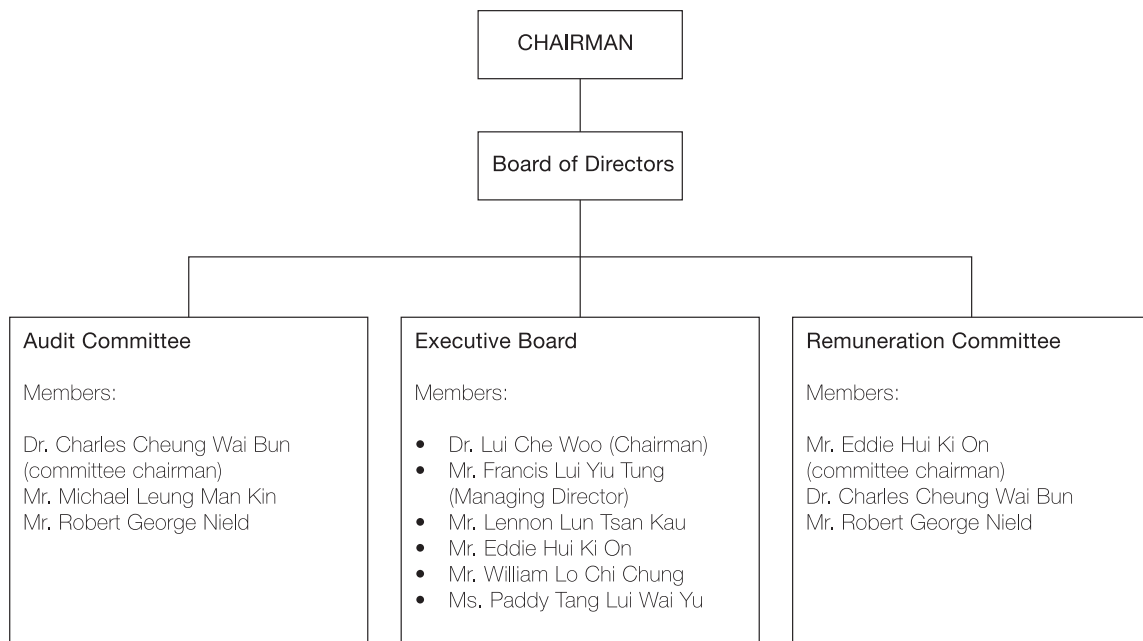 CHAIRMAN
Board of Directors
Audit Committee
Members:
Dr. Charles Cheung Wai Bun
(committee chairman)
Mr. Michael Leung Man Kin
Mr. Robert George Nield
Executive Board
Members:
• Dr. Lui Che Woo (Chairman)
• Mr. Francis Lui Yiu Tung
(Managing Director)
• Mr. Lennon Lun Tsan Kau
• Mr. Eddie Hui Ki On
• Mr. William Lo Chi Chung
• Ms. Paddy Tang Lui Wai Yu
Remuneration Committee
Members:
Mr. Eddie Hui Ki On
(committee chairman)
Dr. Charles Cheung Wai Bun
Mr. Robert George Nield